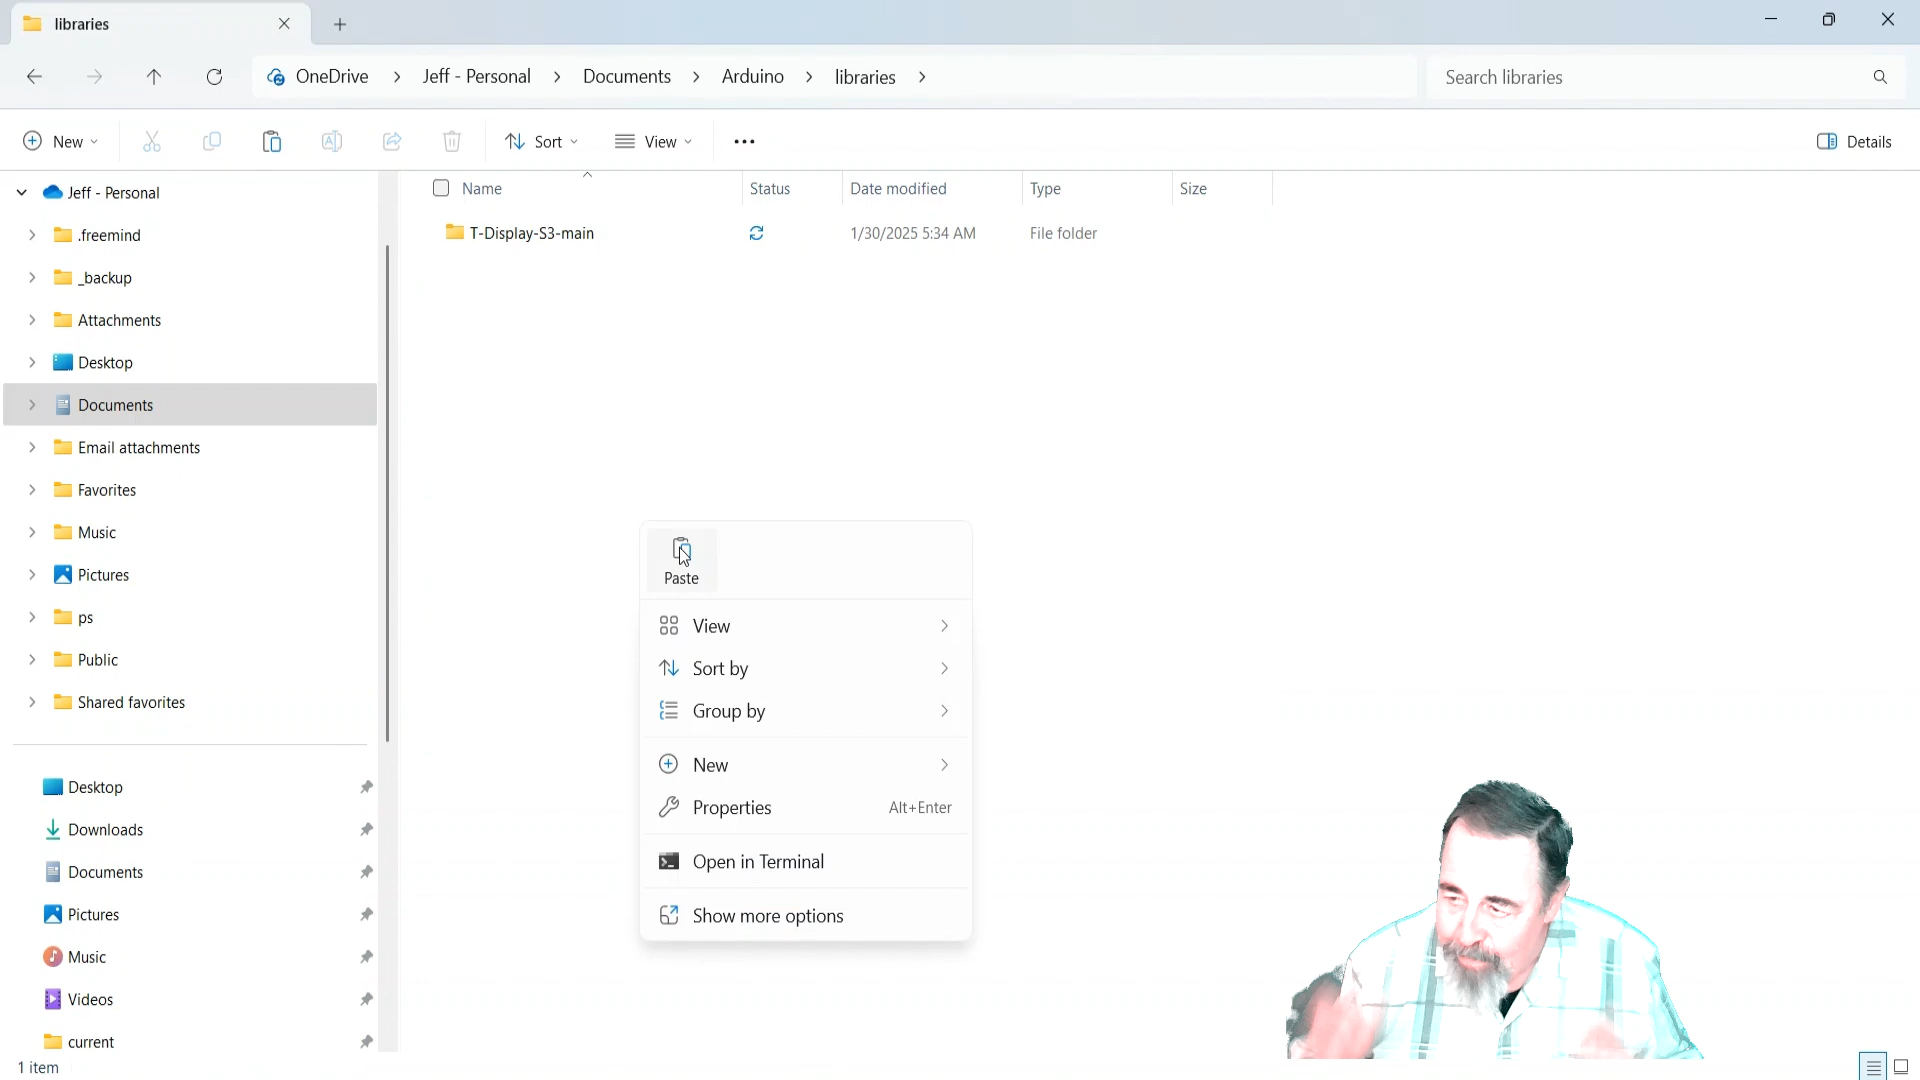 libraries
OneDrive > Jeff - Personal > Documents > Arduino > libraries >
Search libraries
New
Sort
View
Details
Jeff - Personal
.freemind
_backup
Attachments
Desktop
Documents
Email attachments
Favorites
Music
Pictures
ps
Public
Shared favorites
Desktop
Downloads
Documents
Pictures
Music
Videos
current
1 item
Name Status Date modified Type Size
T-Display-S3-main 1/30/2025 5:34 AM File folder
Paste
View
Sort by
Group by
New
Properties Alt+Enter
Open in Terminal
Show more options